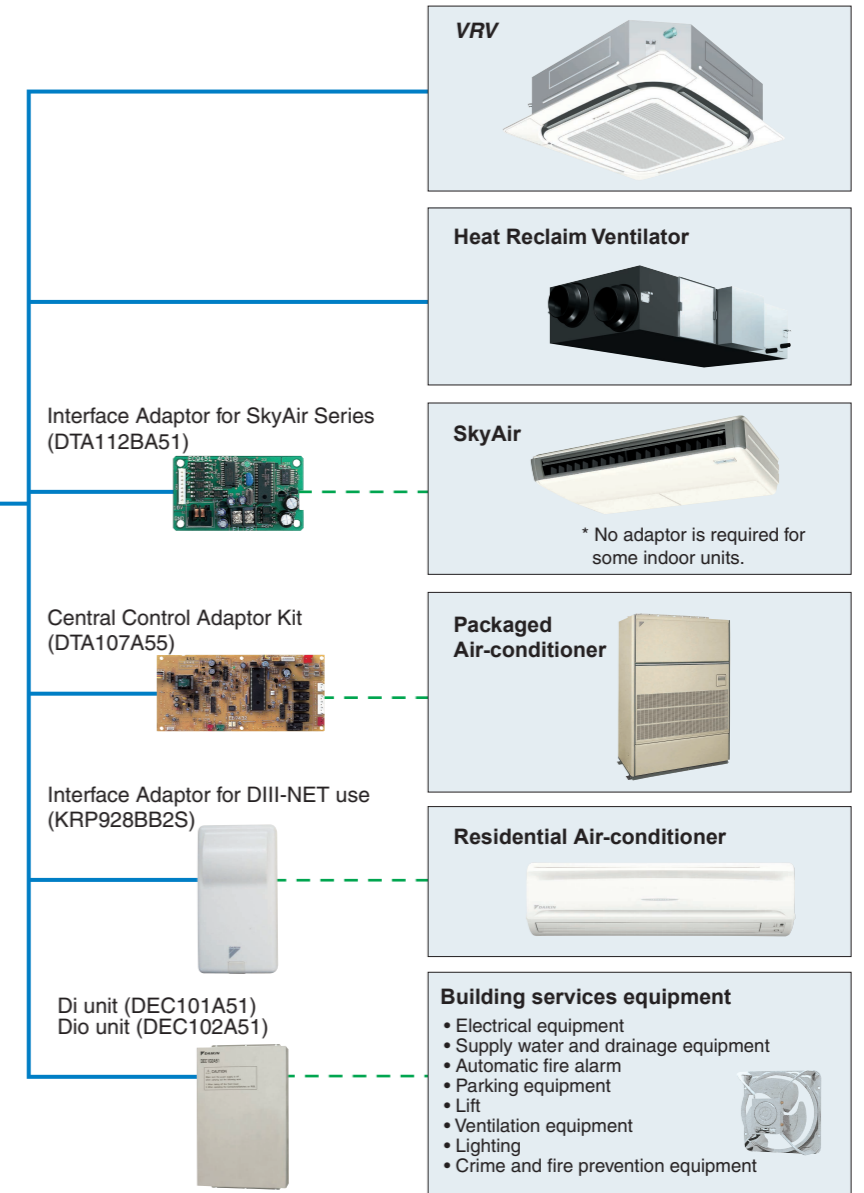 VRV
Heat Reclaim Ventilator
Interface Adaptor for SkyAir Series
(DTA112BA51)
SkyAir
* No adaptor is required for
some indoor units.
Central Control Adaptor Kit
(DTA107A55)
Packaged
Air-conditioner
Interface Adaptor for DIII-NET use
(KRP928BB2S)
Residential Air-conditioner
Di unit (DEC101A51)
Dio unit (DEC102A51)
DAIKIN
CAUTION
Building services equipment
• Electrical equipment
• Supply water and drainage equipment
• Automatic fire alarm
• Parking equipment
• Lift
• Ventilation equipment
• Lighting
• Crime and fire prevention equipment